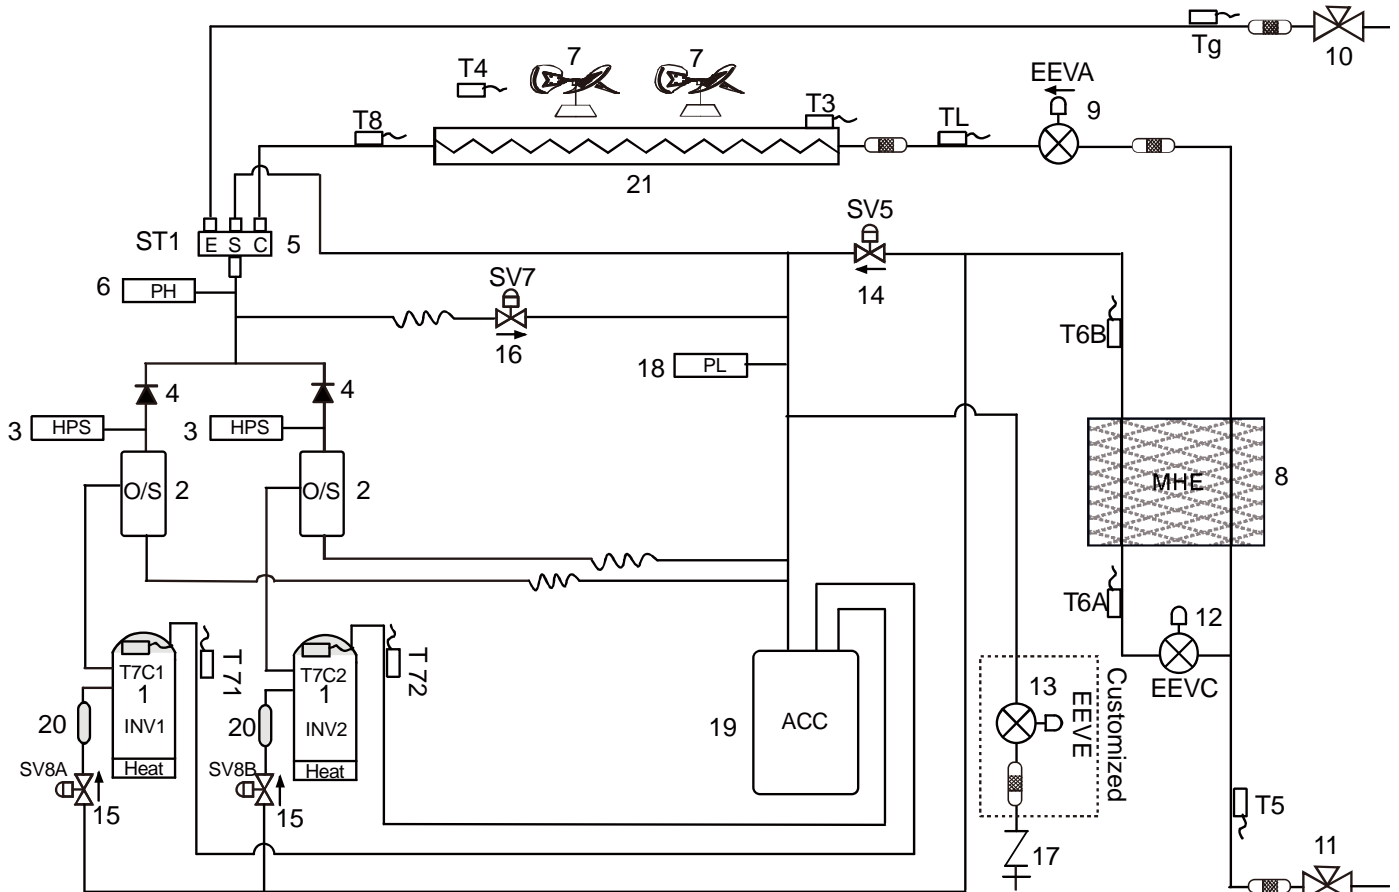 Tg
10
7
7
T4
EEVA
9
T8
T3
TL
21
SV5
ST1
E S C
5
14
6
PH
SV7
16
T6B
18
PL
4
4
3
HPS
3
HPS
O/S
2
O/S
2
MHE
8
T6A
12
EEVC
T7C1
1
INV1
Heat
T 71
T7C2
1
INV2
Heat
T 72
20
20
19
ACC
13
EEVE
Customized
SV8A
15
SV8B
15
T5
17
11